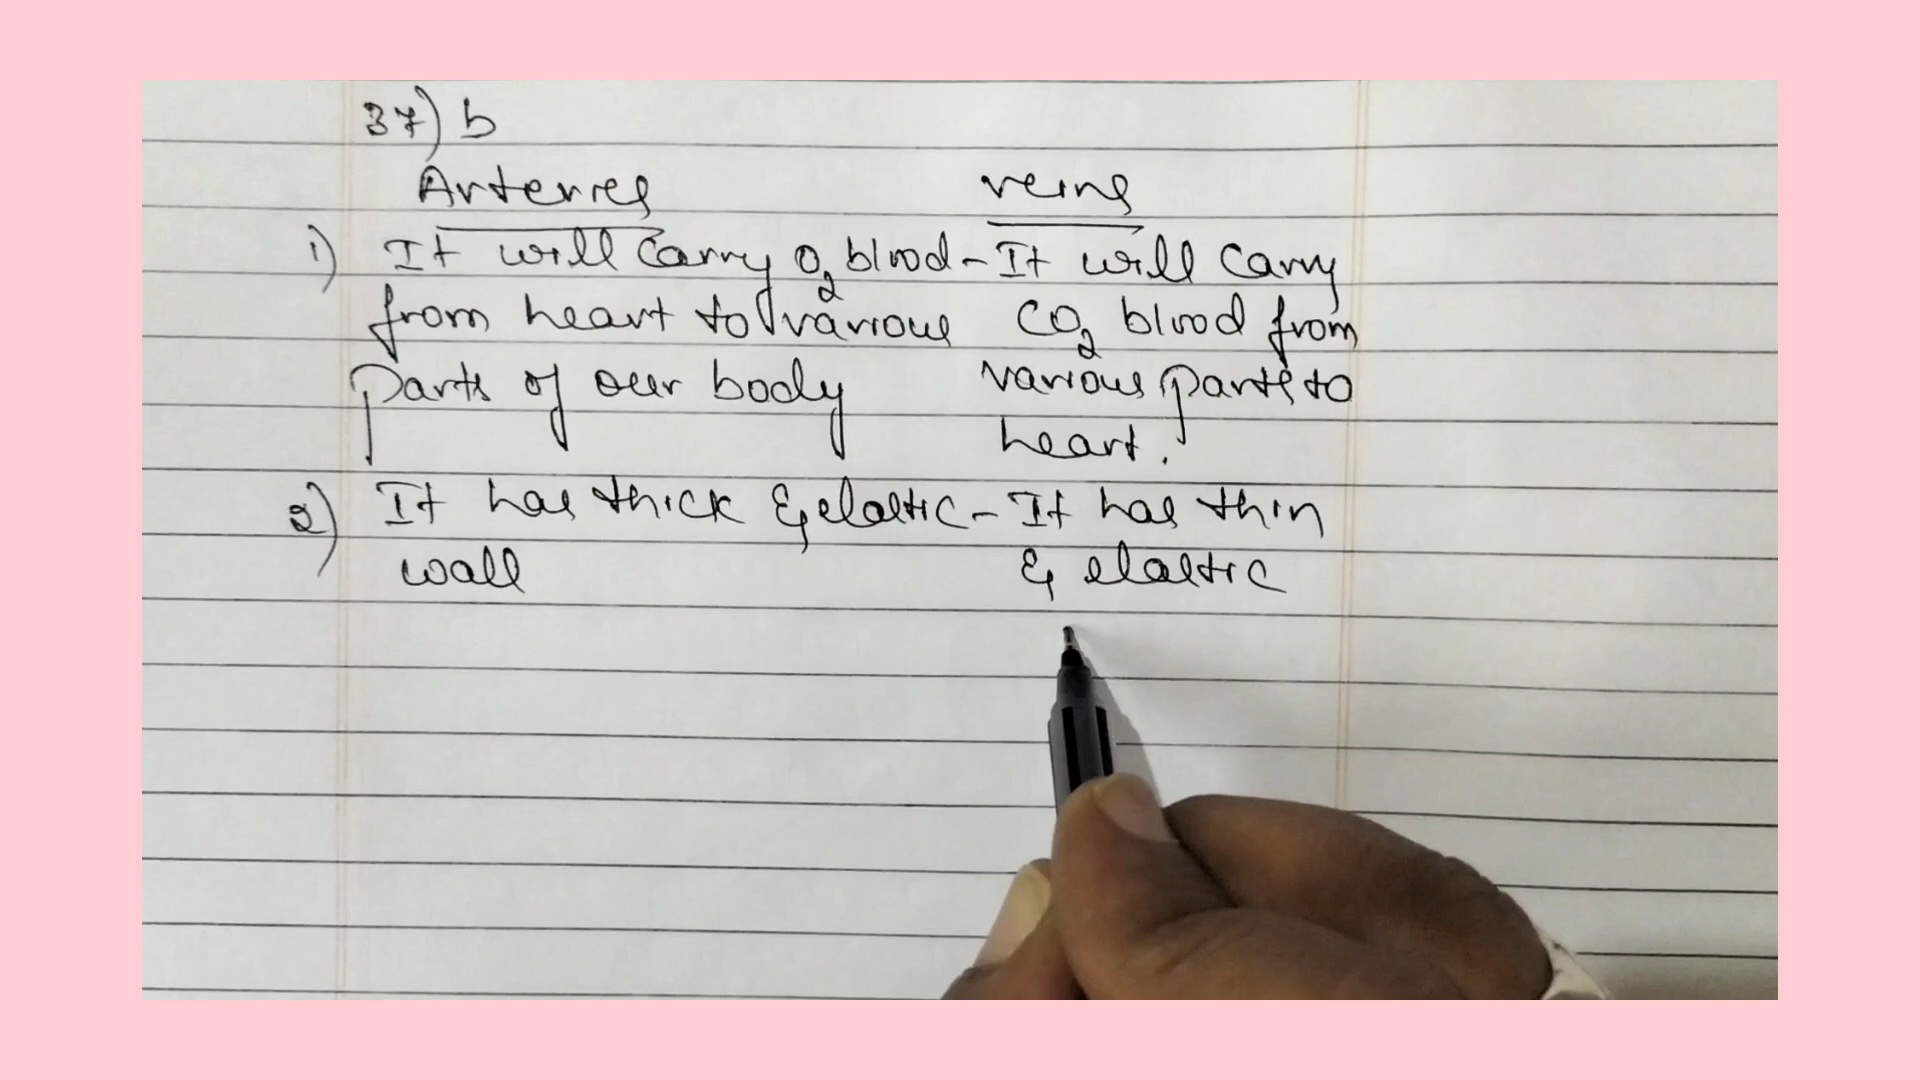 37) b
Arteries veins
1) It will carry O2 blood - It will carry
from heart to various CO2 blood from
parts of our body various parts to
heart.
2) It has thick & elastic - It has thin
wall & elastic